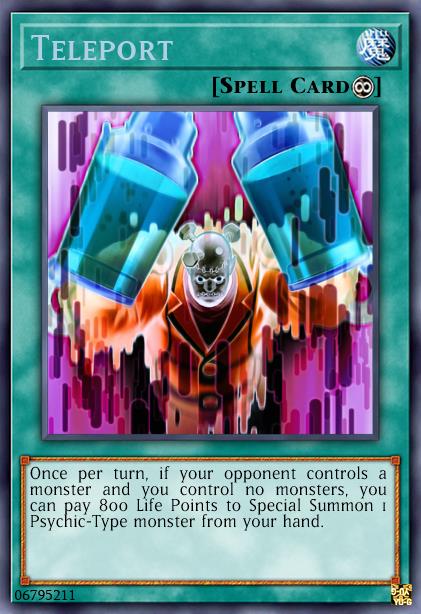 TELEPORT
魔
[SPELL CARD]
Once per turn, if your opponent controls a
monster and you control no monsters, you
can pay 800 Life Points to Special Summon 1
Psychic-Type monster from your hand.
06795211